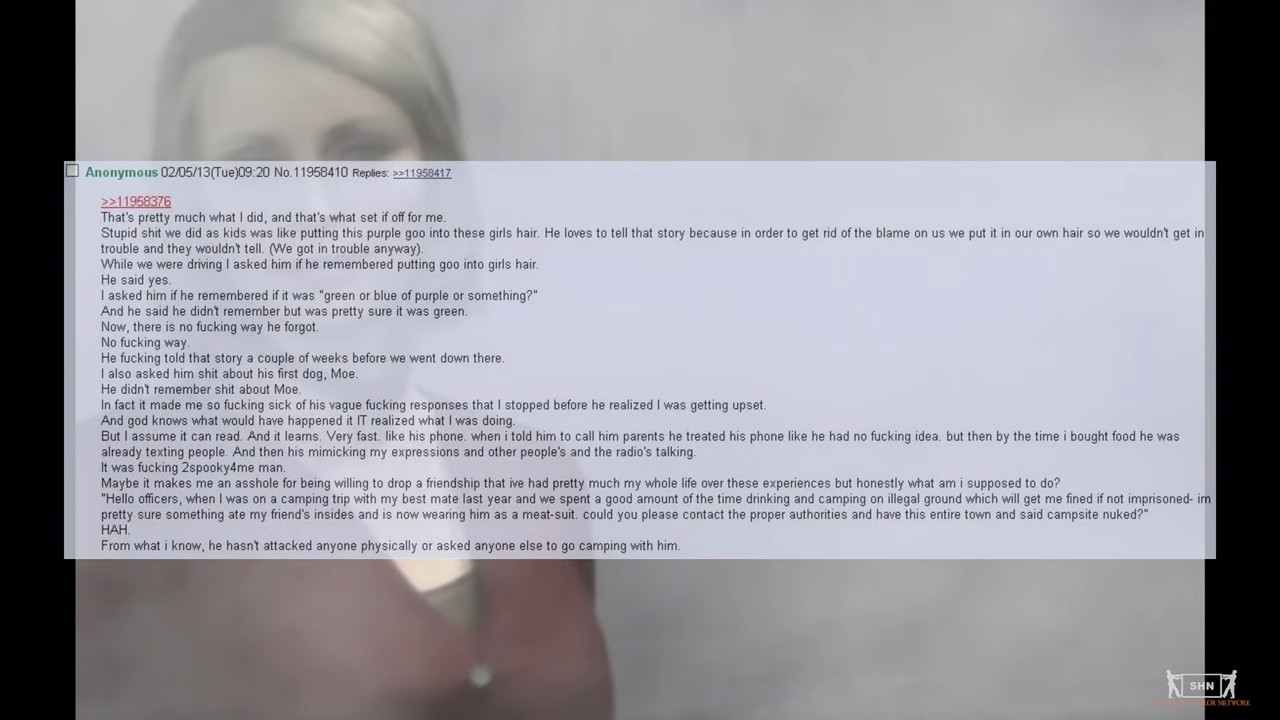 Anonymous 02/05/13(Tue)09:20 No.11958410 Replies: >>11958417
>>11958376
That's pretty much what I did, and that's what set if off for me.
Stupid shit we did as kids was like putting this purple goo into these girls hair. He loves to tell that story because in order to get rid of the blame on us we put it in our own hair so we wouldn't get in
trouble and they wouldn't tell. (We got in trouble anyway).
While we were driving I asked him if he remembered putting goo into girls hair.
He said yes.
I asked him if he remembered if it was "green or blue of purple or something?"
And he said he didn't remember but was pretty sure it was green.
Now, there is no fucking way he forgot.
No fucking way.
He fucking told that story a couple of weeks before we went down there.
I also asked him shit about his first dog, Moe.
He didn't remember shit about Moe.
In fact it made me so fucking sick of his vague fucking responses that I stopped before he realized I was getting upset.
And god knows what would have happened it IT realized what I was doing.
But I assume it can read. And it learns. Very fast. like his phone. when i told him to call him parents he treated his phone like he had no fucking idea. but then by the time i bought food he was
already texting people. And then his mimicking my expressions and other people's and the radio's talking.
It was fucking 2spooky4me man.
Maybe it makes me an asshole for being willing to drop a friendship that ive had pretty much my whole life over these experiences but honestly what am i supposed to do?
"Hello officers, when I was on a camping trip with my best mate last year and we spent a good amount of the time drinking and camping on illegal ground which will get me fined if not imprisoned- im
pretty sure something ate my friend's insides and is now wearing him as a meat-suit. could you please contact the proper authorities and have this entire town and said campsite nuked?"
HAH.
From what i know, he hasn't attacked anyone physically or asked anyone else to go camping with him.
SHN
NETWORK